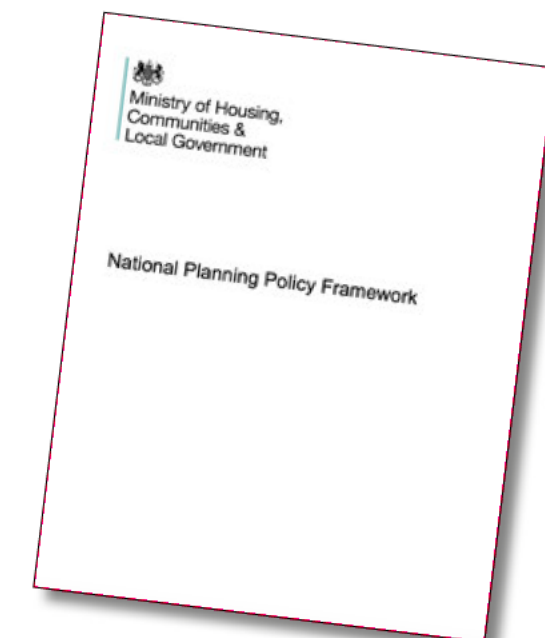 Ministry of Housing,
Communities &
Local Government
National Planning Policy Framework